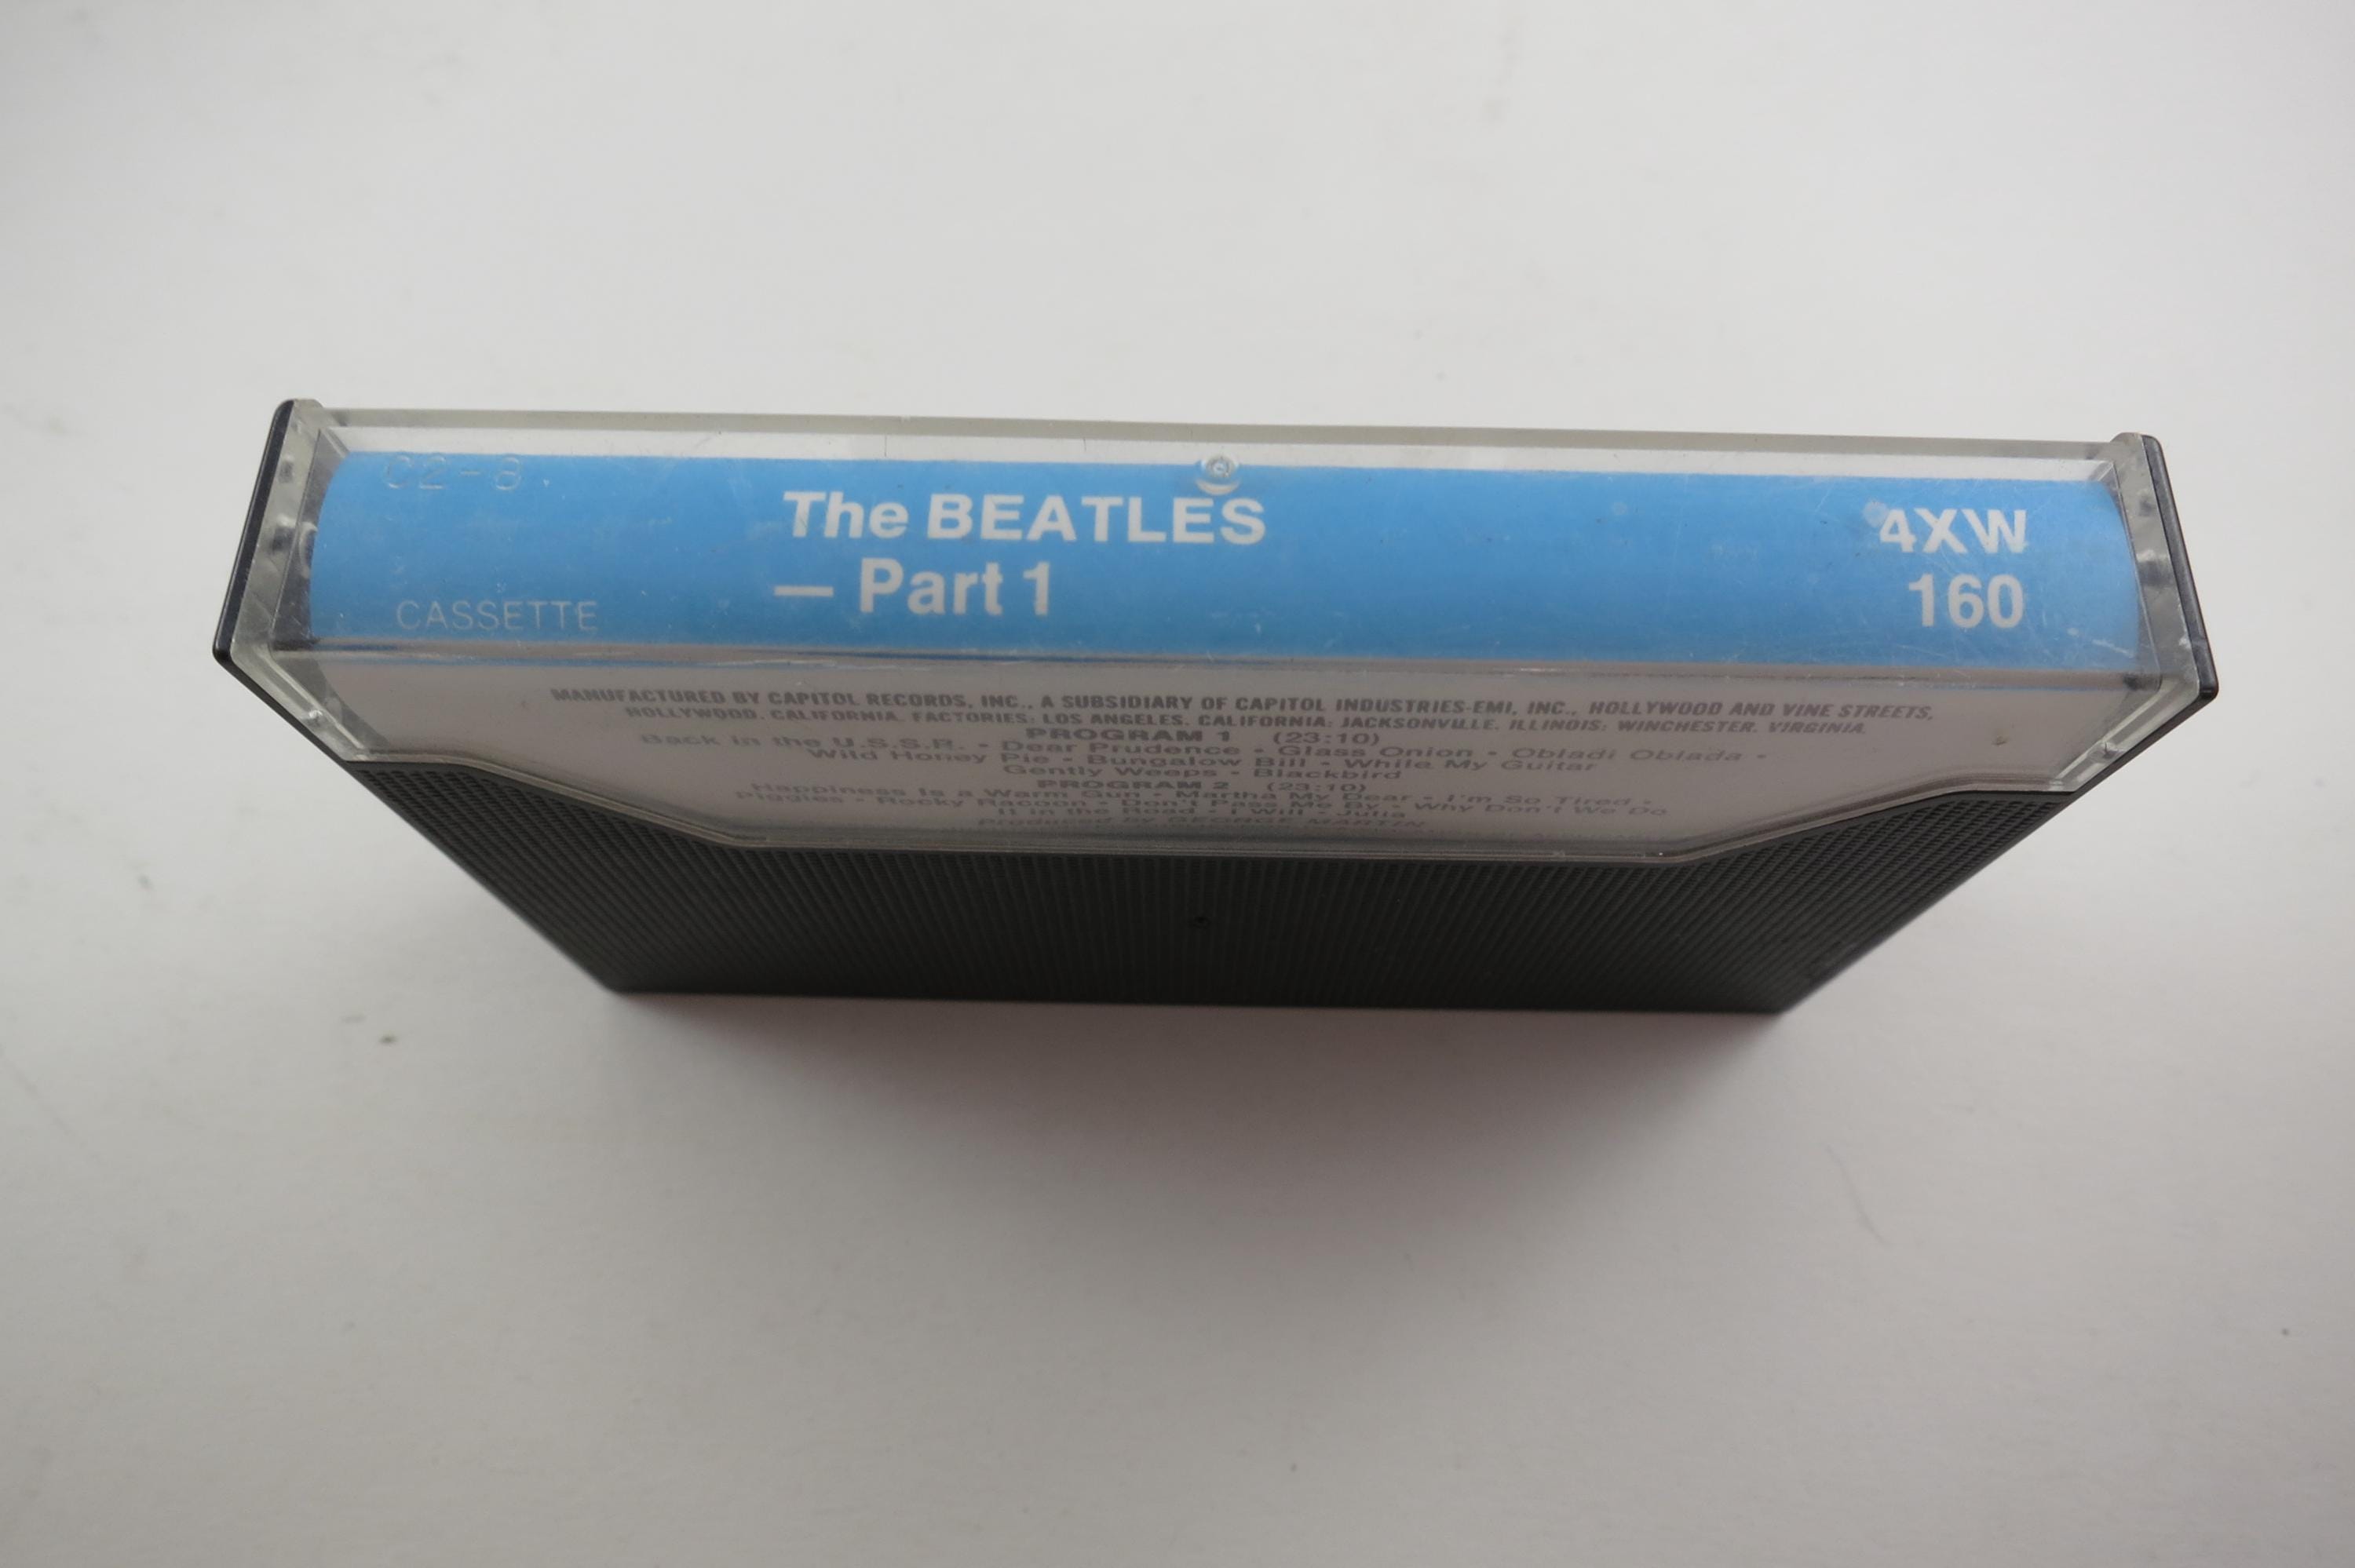 C2-8
The BEATLES
— Part 1
CASSETTE
4XW
160
MANUFACTURED BY CAPITOL RECORDS, INC., A SUBSIDIARY OF CAPITOL INDUSTRIES-EMI, INC., HOLLYWOOD AND VINE STREETS,
HOLLYWOOD, CALIFORNIA. FACTORIES: LOS ANGELES, CALIFORNIA; JACKSONVILLE, ILLINOIS; WINCHESTER, VIRGINIA.
PROGRAM 1 (23:10)
Back in the U.S.S.R. • Dear Prudence • Glass Onion • Obladi Oblada •
Wild Honey Pie • Bungalow Bill • While My Guitar
Gently Weeps • Blackbird
PROGRAM 2 (23:10)
Happiness Is a Warm Gun • Martha My Dear • I'm So Tired •
Piggies • Rocky Racoon • Don't Pass Me By • Why Don't We Do
It in the Road • I Will • Julia
Produced by GEORGE MARTIN